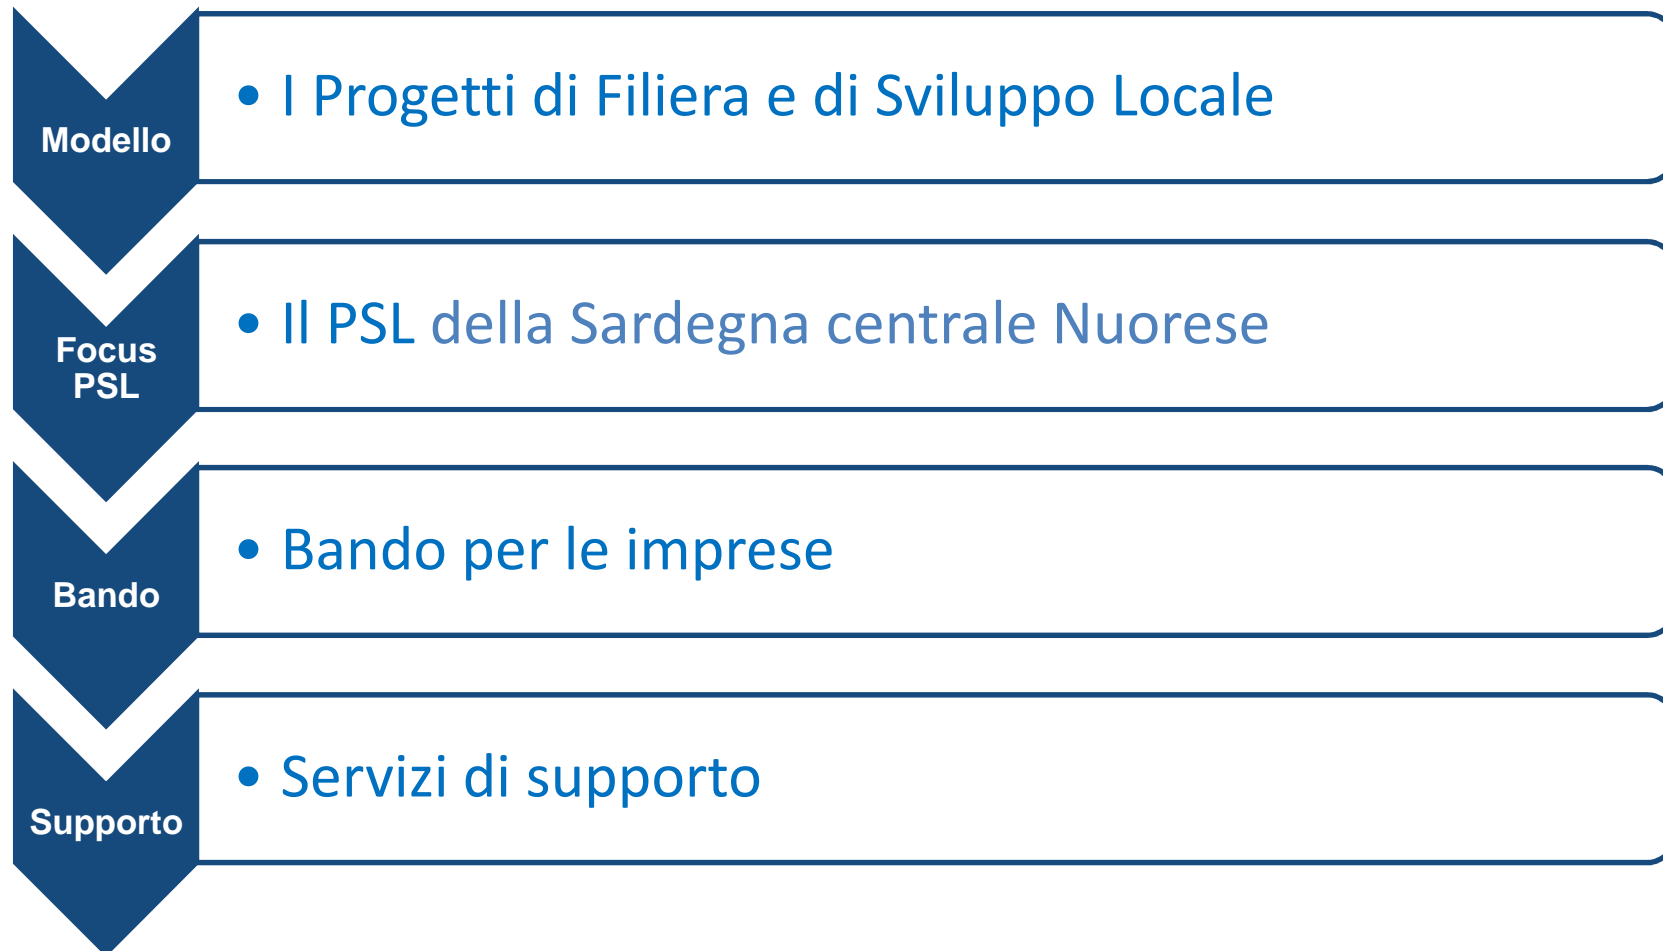 Modello
• I Progetti di Filiera e di Sviluppo Locale
Focus
PSL
• Il PSL della Sardegna centrale Nuorese
Bando
• Bando per le imprese
Supporto
• Servizi di supporto